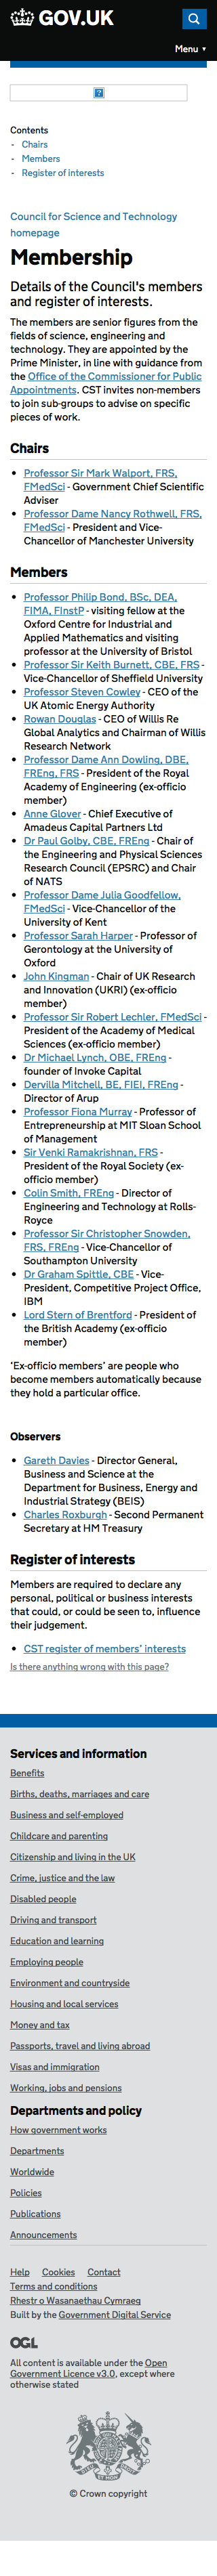 GOV.UK
Menu ▼
Contents
- Chairs
- Members
- Register of interests
Council for Science and Technology
homepage
Membership
Details of the Council's members
and register of interests.
The members are senior figures from the
fields of science, engineering and
technology. They are appointed by the
Prime Minister, in line with guidance from
the Office of the Commissioner for Public
Appointments. CST invites non-members
to join sub-groups to advise on specific
pieces of work.
Chairs
• Professor Sir Mark Walport, FRS,
FMedSci - Government Chief Scientific
Adviser
• Professor Dame Nancy Rothwell, FRS,
FMedSci - President and Vice-
Chancellor of Manchester University
Members
• Professor Philip Bond, BSc, DEA,
FIMA, FInstP - visiting fellow at the
Oxford Centre for Industrial and
Applied Mathematics and visiting
professor at the University of Bristol
• Professor Sir Keith Burnett, CBE, FRS -
Vice-Chancellor of Sheffield University
• Professor Steven Cowley - CEO of the
UK Atomic Energy Authority
• Rowan Douglas - CEO of Willis Re
Global Analytics and Chairman of Willis
Research Network
• Professor Dame Ann Dowling, DBE,
FREng, FRS - President of the Royal
Academy of Engineering (ex-officio
member)
• Anne Glover - Chief Executive of
Amadeus Capital Partners Ltd
• Dr Paul Golby, CBE, FREng - Chair of
the Engineering and Physical Sciences
Research Council (EPSRC) and Chair
of NATS
• Professor Dame Julia Goodfellow,
FMedSci - Vice-Chancellor of the
University of Kent
• Professor Sarah Harper - Professor of
Gerontology at the University of
Oxford
• John Kingman - Chair of UK Research
and Innovation (UKRI) (ex-officio
member)
• Professor Sir Robert Lechler, FMedSci -
President of the Academy of Medical
Sciences (ex-officio member)
• Dr Michael Lynch, OBE, FREng -
founder of Invoke Capital
• Dervilla Mitchell, BE, FIEI, FREng -
Director of Arup
• Professor Fiona Murray - Professor of
Entrepreneurship at MIT Sloan School
of Management
• Sir Venki Ramakrishnan, FRS -
President of the Royal Society (ex-
officio member)
• Colin Smith, FREng - Director of
Engineering and Technology at Rolls-
Royce
• Professor Sir Christopher Snowden,
FRS, FREng - Vice-Chancellor of
Southampton University
• Dr Graham Spittle, CBE - Vice-
President, Competitive Project Office,
IBM
• Lord Stern of Brentford - President of
the British Academy (ex-officio
member)
'Ex-officio members' are people who
become members automatically because
they hold a particular office.
Observers
• Gareth Davies - Director General,
Business and Science at the
Department for Business, Energy and
Industrial Strategy (BEIS)
• Charles Roxburgh - Second Permanent
Secretary at HM Treasury
Register of interests
Members are required to declare any
personal, political or business interests
that could, or could be seen to, influence
their judgement.
• CST register of members' interests
Is there anything wrong with this page?
Services and information
Benefits
Births, deaths, marriages and care
Business and self-employed
Childcare and parenting
Citizenship and living in the UK
Crime, justice and the law
Disabled people
Driving and transport
Education and learning
Employing people
Environment and countryside
Housing and local services
Money and tax
Passports, travel and living abroad
Visas and immigration
Working, jobs and pensions
Departments and policy
How government works
Departments
Worldwide
Policies
Publications
Announcements
Help Cookies Contact
Terms and conditions
Rhestr o Wasanaethau Cymraeg
Built by the Government Digital Service
OGL
All content is available under the Open
Government Licence v3.0, except where
otherwise stated
© Crown copyright